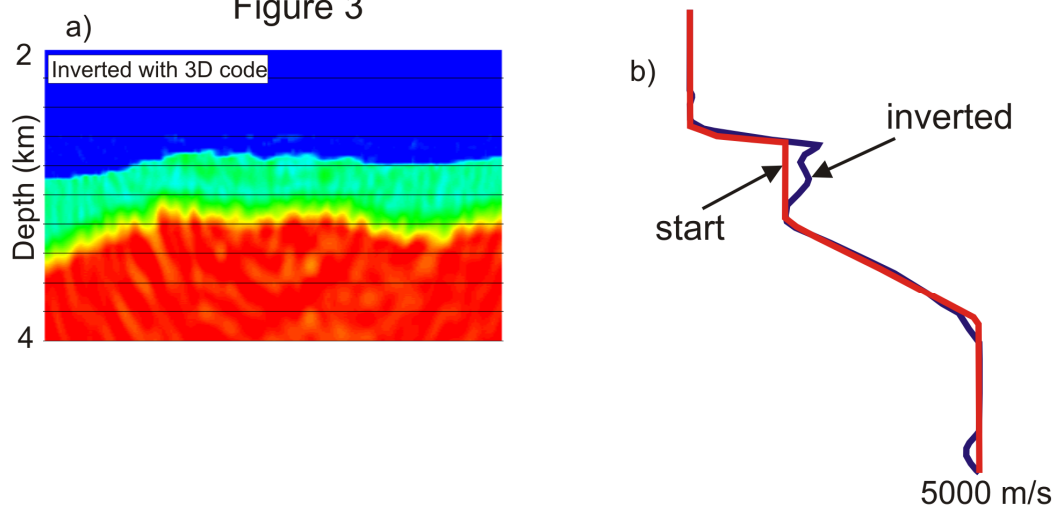 Figure 3
a)
2
Inverted with 3D code
Depth (km)
4
b)
inverted
start
5000 m/s